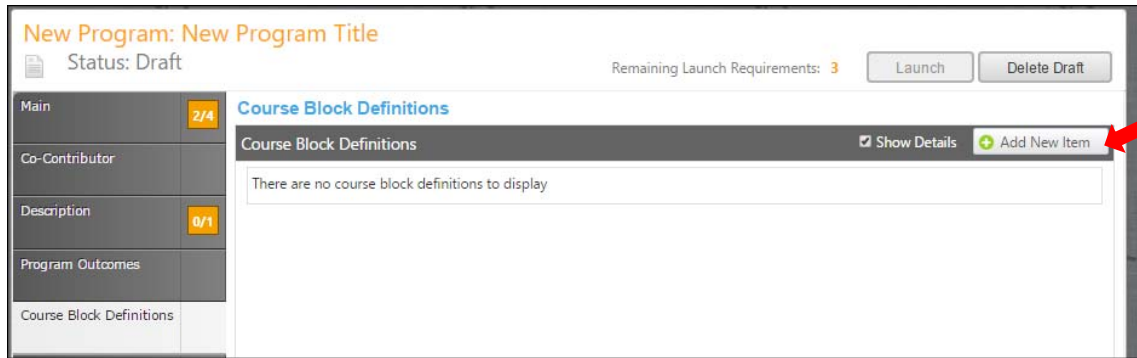 New Program: New Program Title
Status: Draft
Remaining Launch Requirements: 3
Launch
Delete Draft
Main
2/4
Co-Contributor
Description
0/1
Program Outcomes
Course Block Definitions
Course Block Definitions
Course Block Definitions
Show Details
Add New Item
There are no course block definitions to display